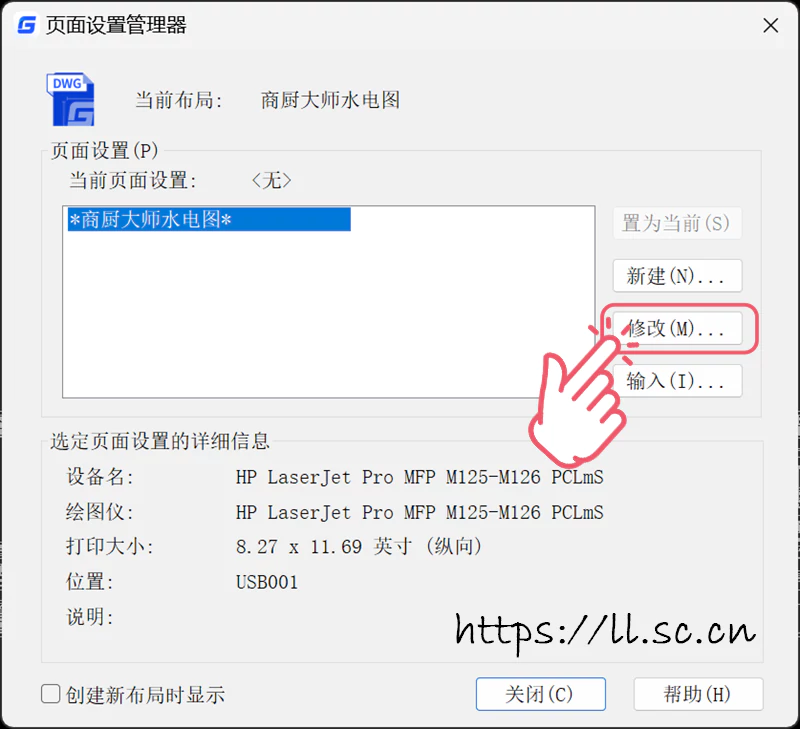 页面设置管理器
DWG
当前布局: 商厨大师水电图
页面设置(P)
当前页面设置: <无>
*商厨大师水电图*
置为当前(S)
新建(N)...
修改(M)...
输入(I)...
选定页面设置的详细信息
设备名: HP LaserJet Pro MFP M125-M126 PCLmS
绘图仪: HP LaserJet Pro MFP M125-M126 PCLmS
打印大小: 8.27 x 11.69 英寸 (纵向)
位置: USB001
说明:
https://ll.sc.cn
创建新布局时显示 关闭(C) 帮助(H)